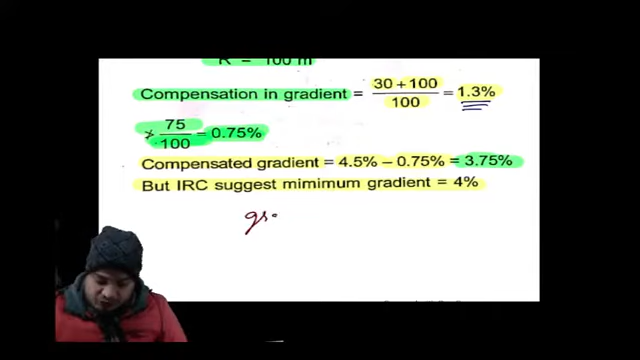 R = 100 m
Compensation in gradient = 30 + 100 / 100 = 1.3%
75 / 100 = 0.75%
Compensated gradient = 4.5% – 0.75% = 3.75%
But IRC suggest mimimum gradient = 4%